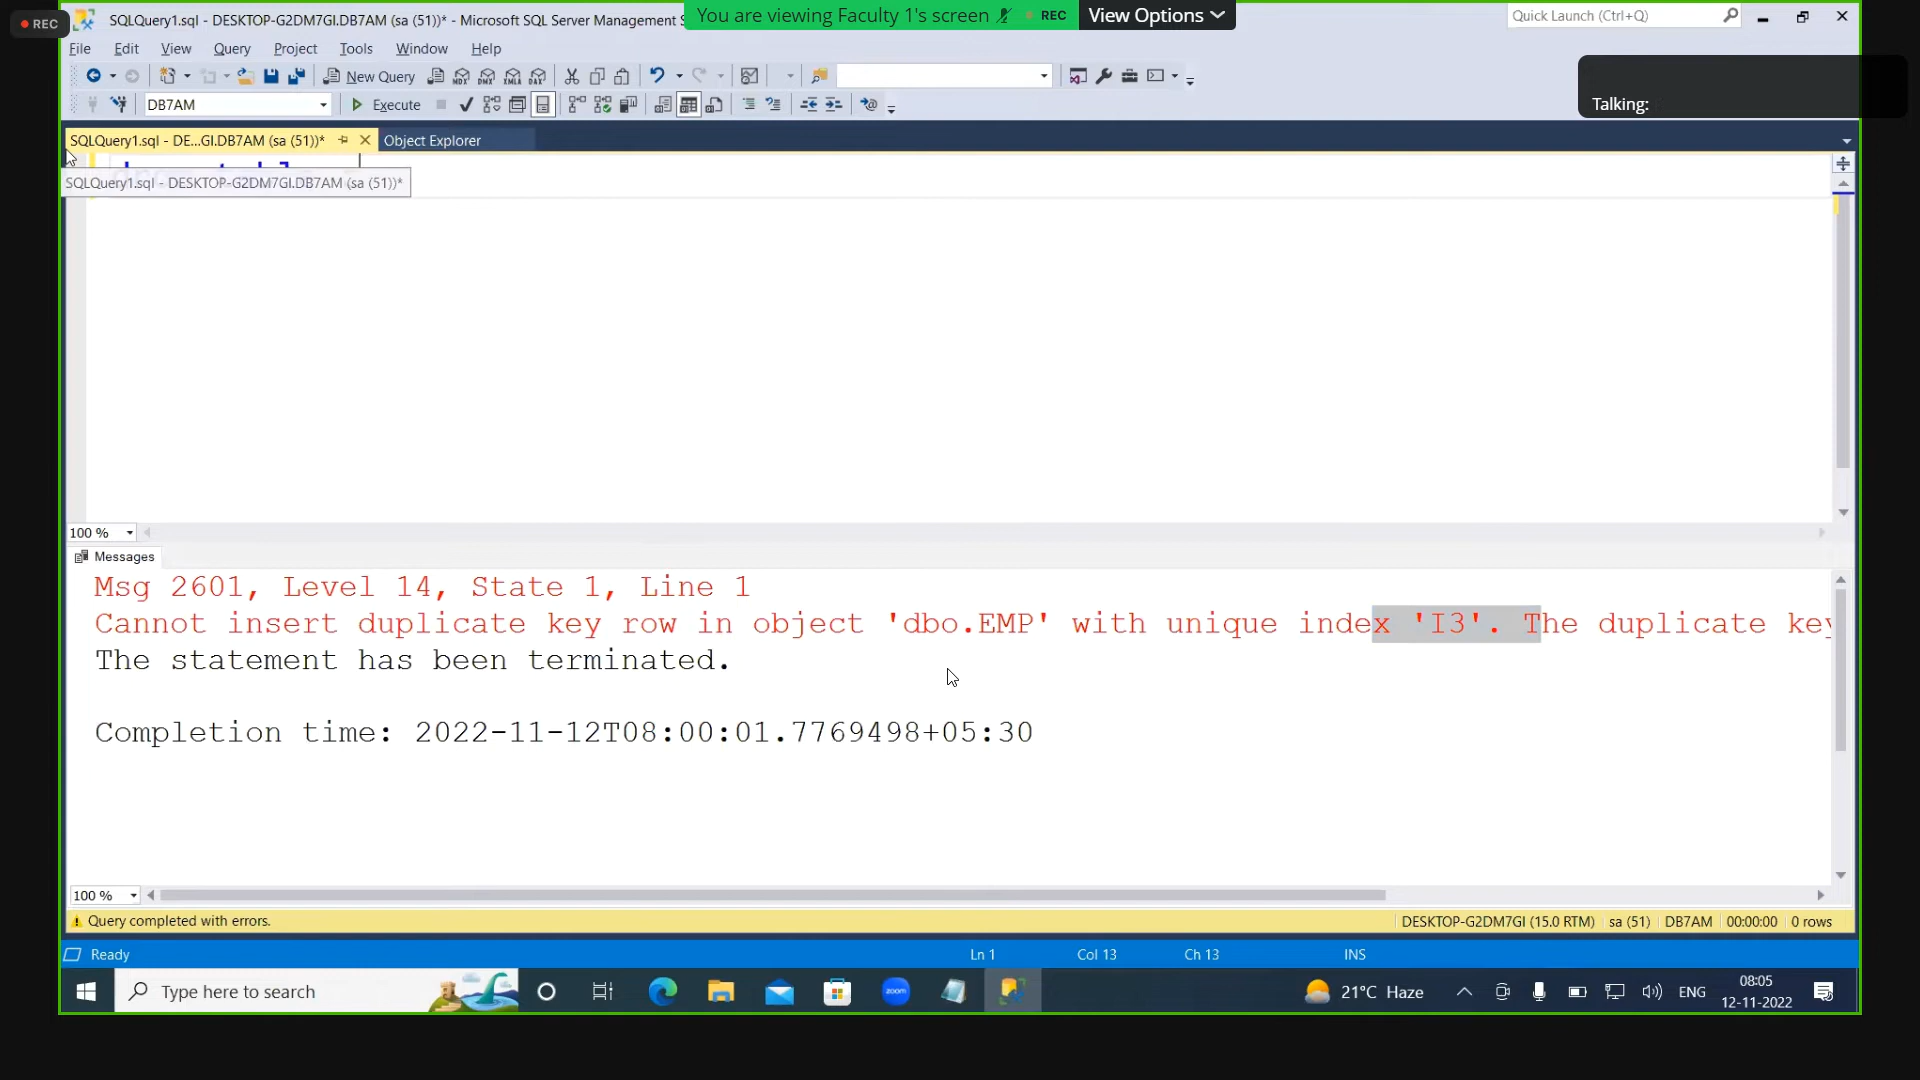 REC
SQLQuery1.sql - DESKTOP-G2DM7GI.DB7AM (sa (51))* - Microsoft SQL Server Management S
You are viewing Faculty 1's screen
REC
View Options
Quick Launch (Ctrl+Q)
File Edit View Query Project Tools Window Help
New Query
MDX DMX XMLA DAX
Talking:
DB7AM
Execute
SQLQuery1.sql - DE...GI.DB7AM (sa (51))*
Object Explorer
SQLQuery1.sql - DESKTOP-G2DM7GI.DB7AM (sa (51))*
100 %
Messages
Msg 2601, Level 14, State 1, Line 1
Cannot insert duplicate key row in object 'dbo.EMP' with unique index 'I3'. The duplicate key
The statement has been terminated.
Completion time: 2022-11-12T08:00:01.7769498+05:30
100 %
Query completed with errors.
DESKTOP-G2DM7GI (15.0 RTM) sa (51) DB7AM 00:00:00 0 rows
Ready
Ln 1 Col 13 Ch 13 INS
Type here to search
zoom
21°C Haze
ENG
08:05
12-11-2022